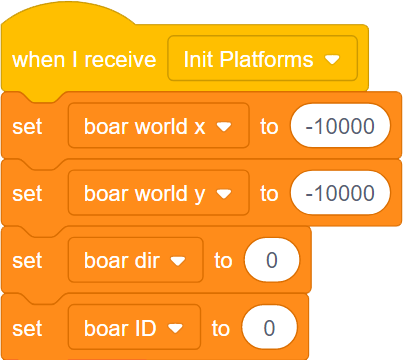 when I receive Init Platforms
set boar world x to -10000
set boar world y to -10000
set boar dir to 0
set boar ID to 0